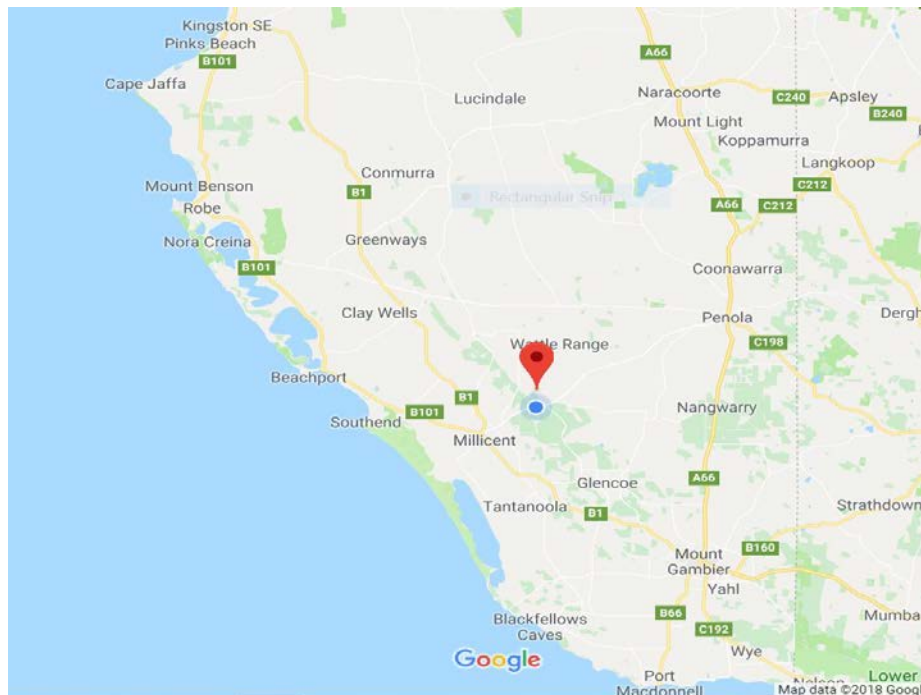 Kingston SE
Pinks Beach
B101
A66
Cape Jaffa
Lucindale
Naracoorte
C240
Apsley
B240
Mount Light
Koppamurra
Langkoop
Conmurra
C212
Mount Benson
B1
Rectangular Snip
A66
C212
Robe
Nora Creina
Greenways
B101
Coonawarra
Clay Wells
Penola
Wattle Range
C198
Beachport
B1
Southend
B101
Nangwarry
Millicent
A66
Glencoe
Tantanoola
B1
Strathdown
Mount
Gambier
B160
Yahl
Blackfellows
Caves
B66
C192
Google
Wye
Port
Macdonnell
Lower
Map data ©2018